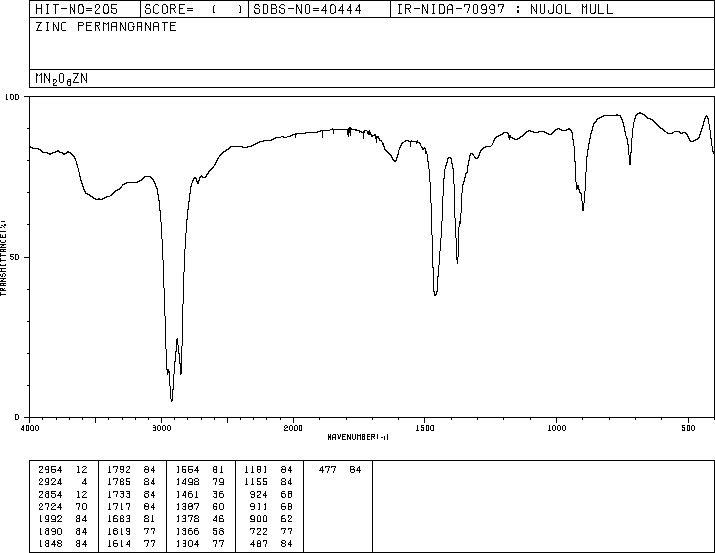 HIT-NO=205 SCORE= ( ) SDBS-NO=40444 IR-NIDA-70997 : NUJOL MULL
ZINC PERMANGANATE
MN2O8ZN
100
50
0
TRANSMITTANCE(%)
4000 3000 2000 1500 1000 500
WAVENUMBER(-1)
2954 12 1792 84 1654 81 1181 84 477 84
2924 4 1785 84 1498 79 1155 84
2854 12 1733 84 1461 36 924 68
2724 70 1717 84 1387 60 911 68
1992 84 1683 81 1378 46 900 62
1890 84 1619 77 1366 58 722 77
1848 84 1614 77 1304 77 487 84